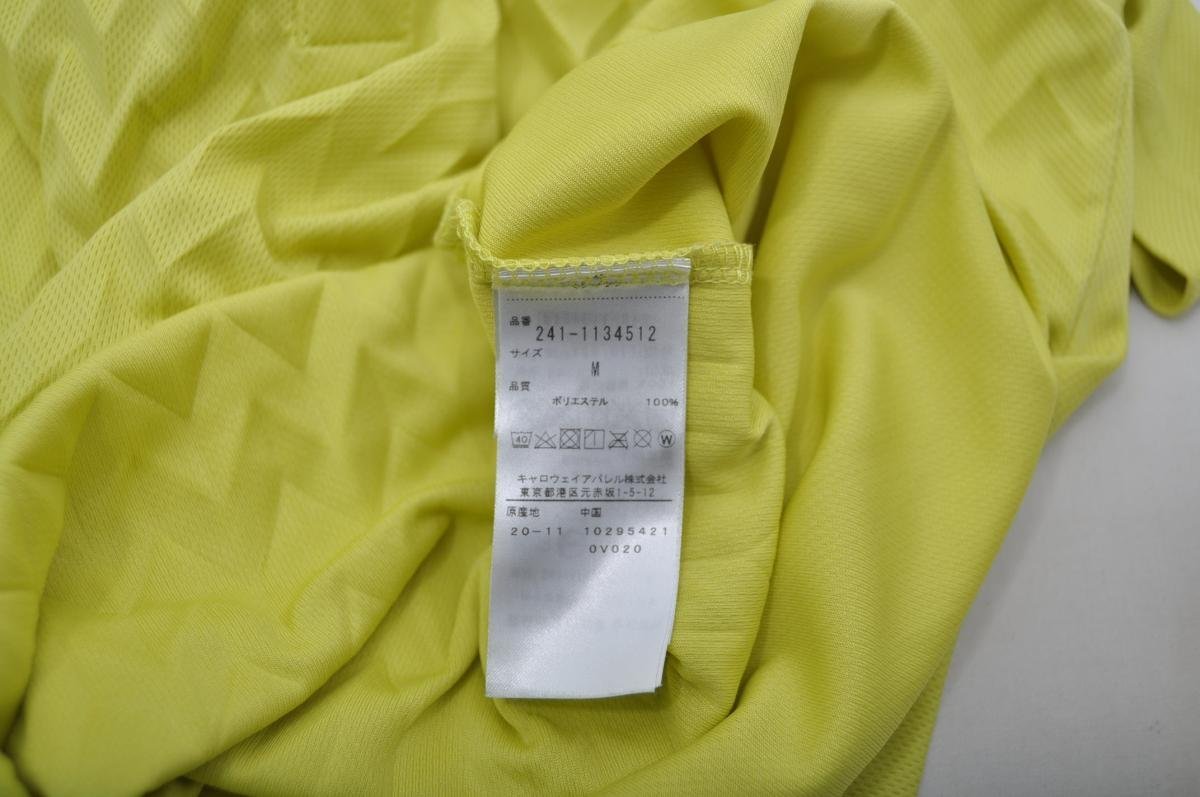 品番
241-1134512
サイズ
M
品質
ポリエステル 100%
40 W
キャロウェイアパレル株式会社
東京都港区元赤坂1-5-12
原産地 中国
20-11 10295421
0V020